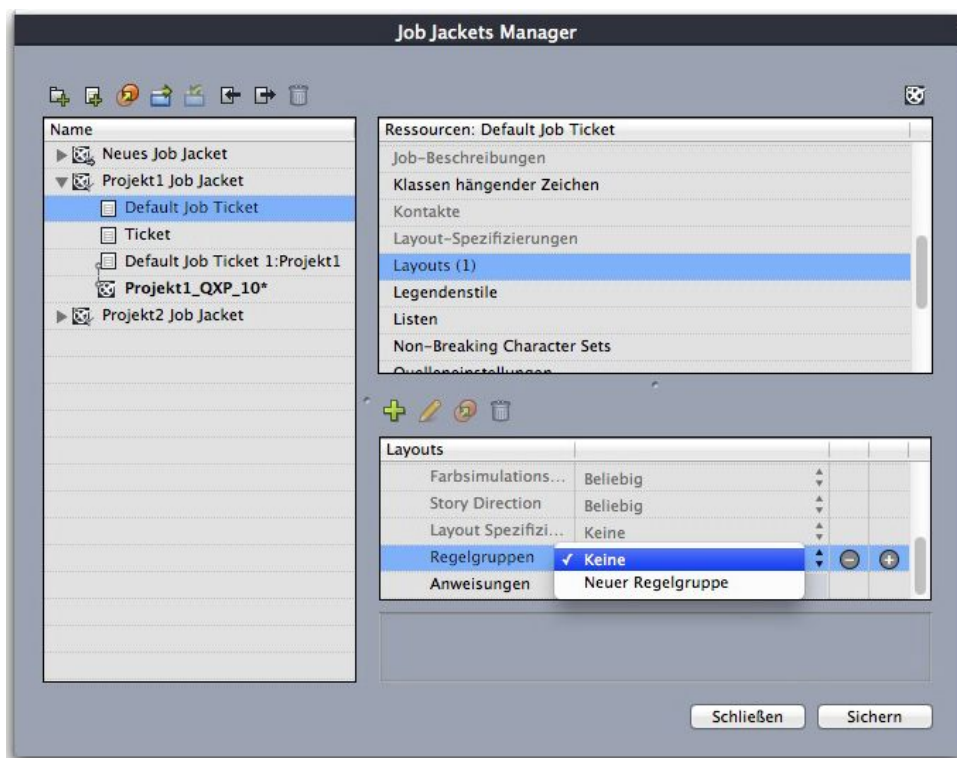 Job Jackets Manager
Name
Neues Job Jacket
Projekt1 Job Jacket
Default Job Ticket
Ticket
Default Job Ticket 1:Projekt1
Projekt1_QXP_10*
Projekt2 Job Jacket
Ressourcen: Default Job Ticket
Job-Beschreibungen
Klassen hängender Zeichen
Kontakte
Layout-Spezifizierungen
Layouts (1)
Legendenstile
Listen
Non-Breaking Character Sets
Quelleneinstellungen
Layouts
Farbsimulations... Beliebig
Story Direction Beliebig
Layout Spezifizi... Keine
Regelgruppen ✓ Keine
Anweisungen Neuer Regelgruppe
Schließen Sichern